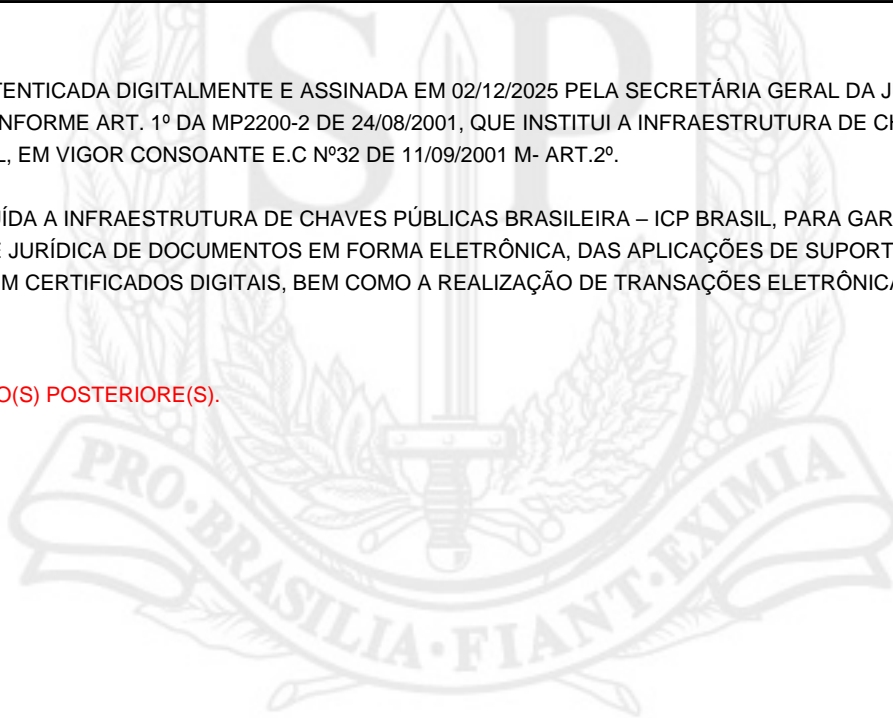 TENTICADA DIGITALMENTE E ASSINADA EM 02/12/2025 PELA SECRETÁRIA GERAL DA J
NFORME ART. 1º DA MP2200-2 DE 24/08/2001, QUE INSTITUI A INFRAESTRUTURA DE CH
L, EM VIGOR CONSOANTE E.C Nº32 DE 11/09/2001 M- ART.2º.
UÍDA A INFRAESTRUTURA DE CHAVES PÚBLICAS BRASILEIRA – ICP BRASIL, PARA GAR
E JURÍDICA DE DOCUMENTOS EM FORMA ELETRÔNICA, DAS APLICAÇÕES DE SUPORT
M CERTIFICADOS DIGITAIS, BEM COMO A REALIZAÇÃO DE TRANSAÇÕES ELETRÔNICA
O(S) POSTERIORE(S).
SP
PRO•BRASILIA•FIANT•EXIMIA